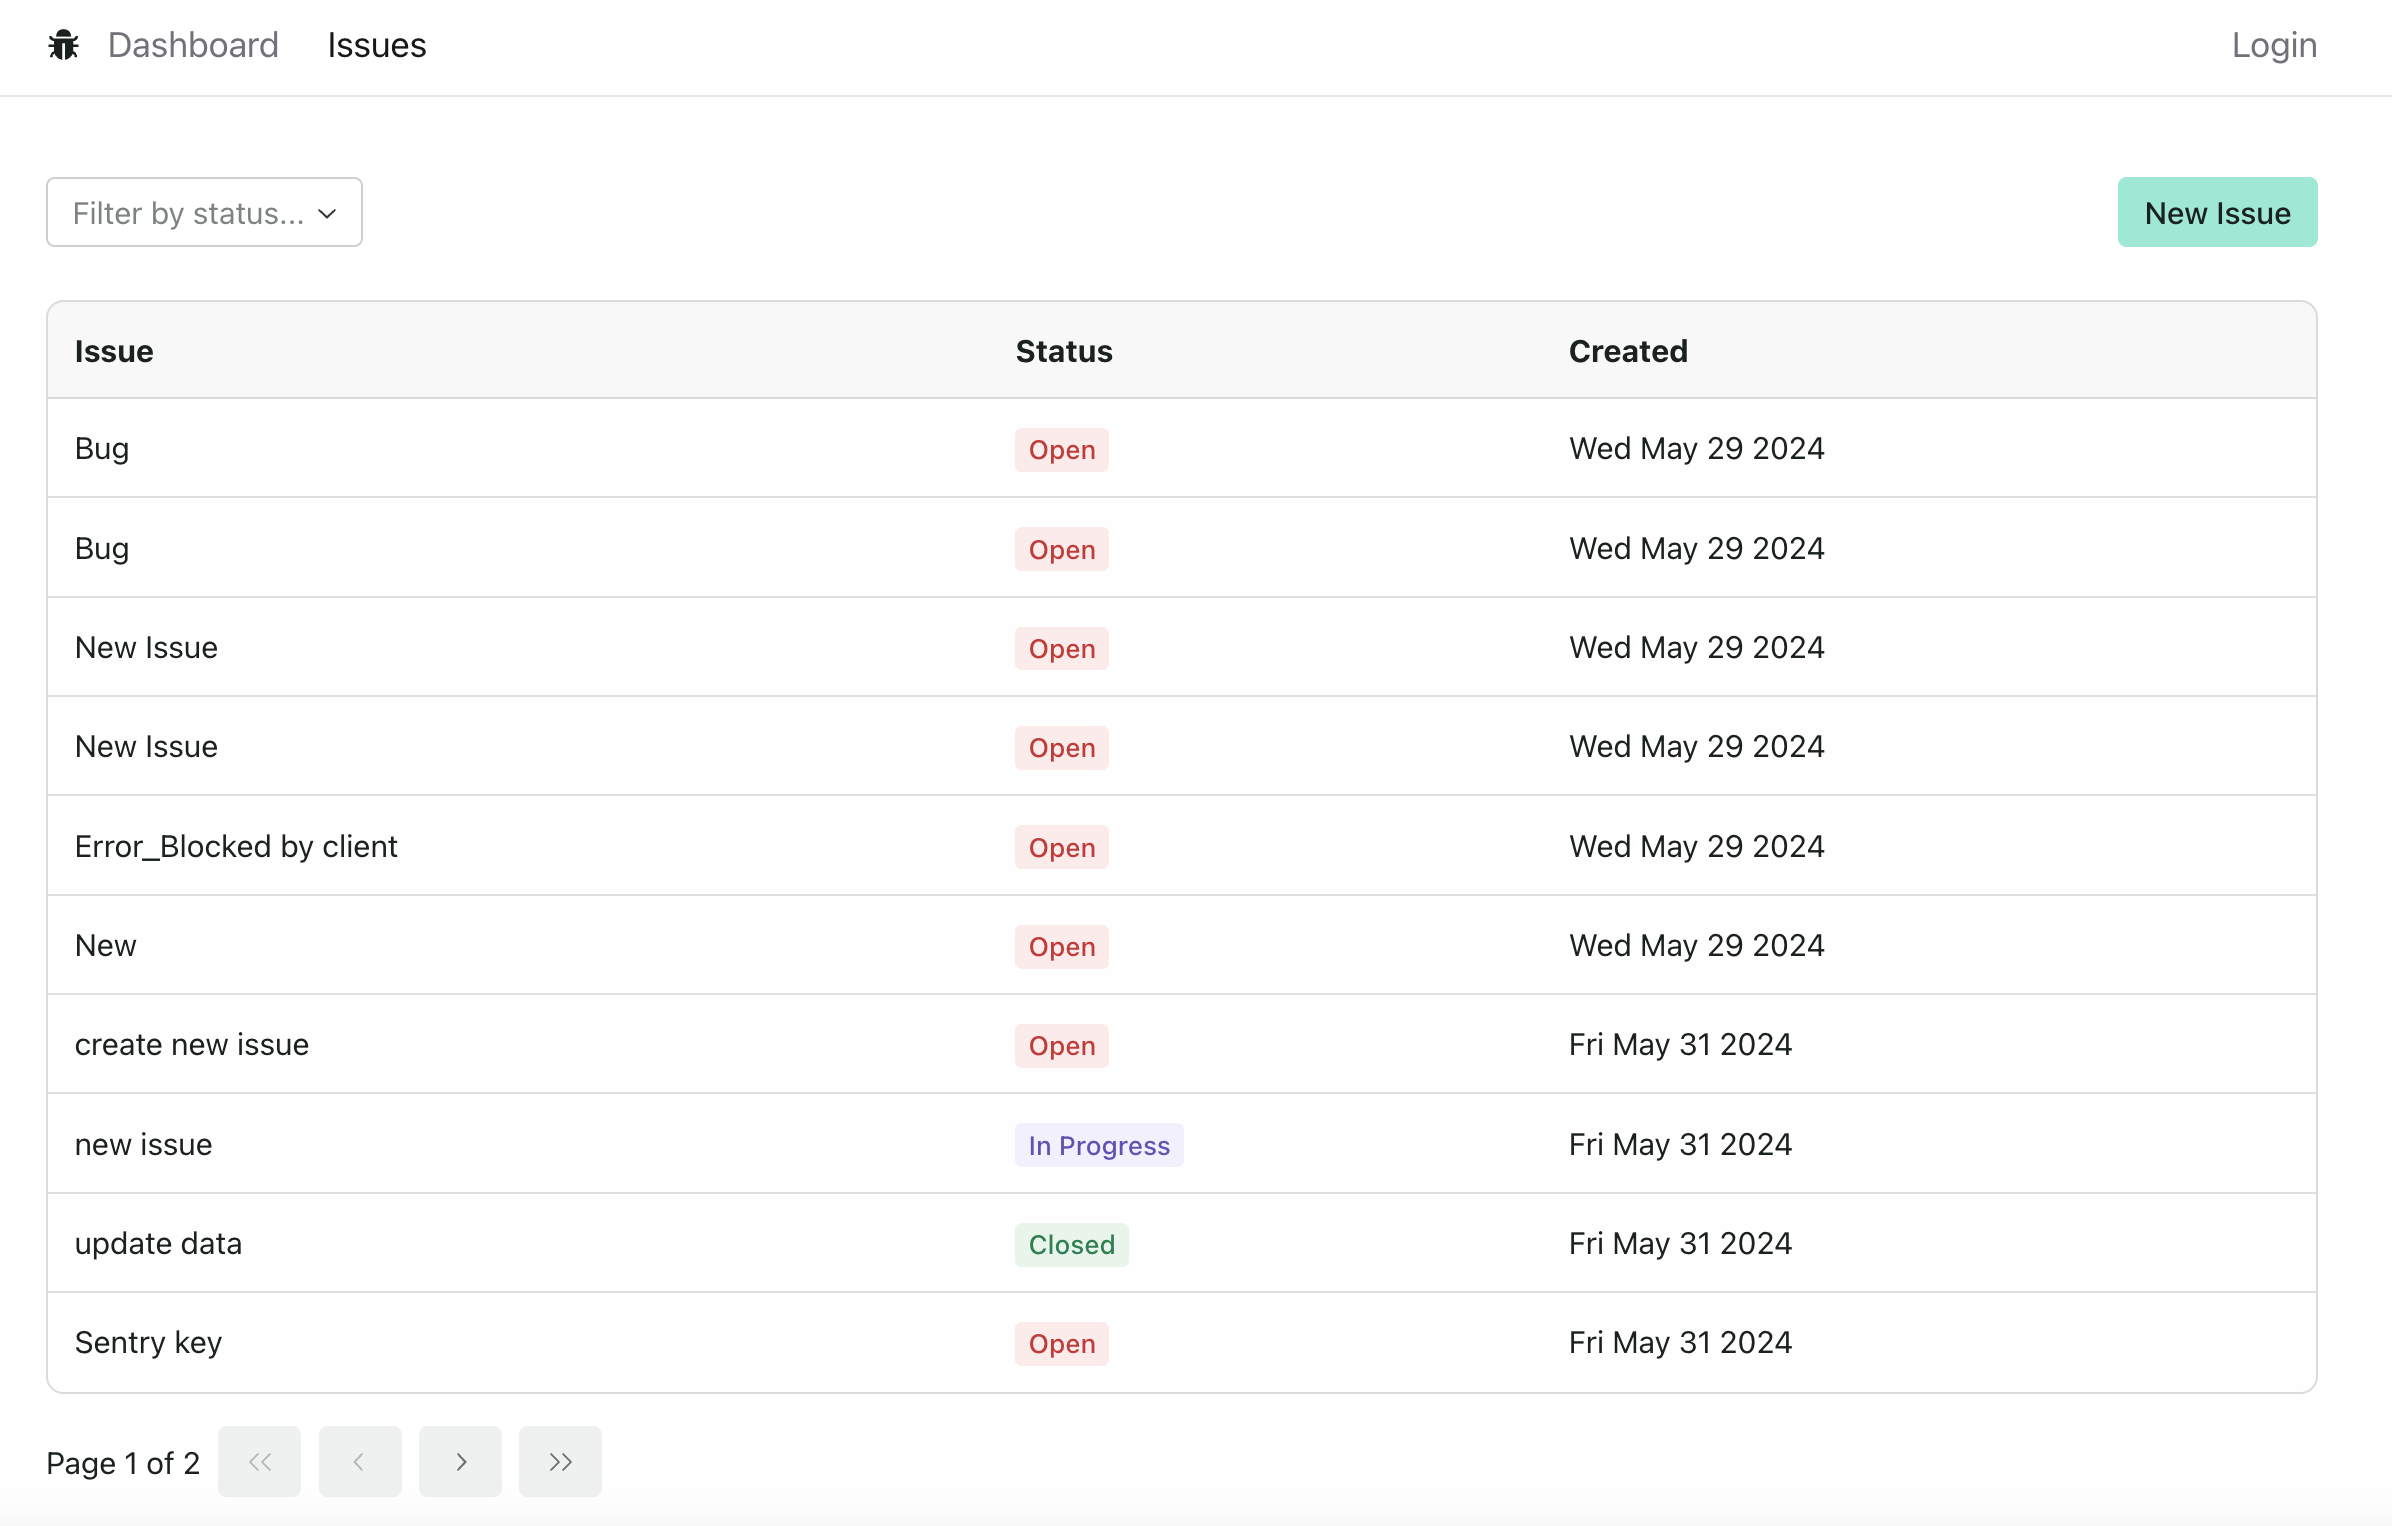 Dashboard Issues Login
Filter by status... New Issue
Issue Status Created
Bug Open Wed May 29 2024
Bug Open Wed May 29 2024
New Issue Open Wed May 29 2024
New Issue Open Wed May 29 2024
Error_Blocked by client Open Wed May 29 2024
New Open Wed May 29 2024
create new issue Open Fri May 31 2024
new issue In Progress Fri May 31 2024
update data Closed Fri May 31 2024
Sentry key Open Fri May 31 2024
Page 1 of 2